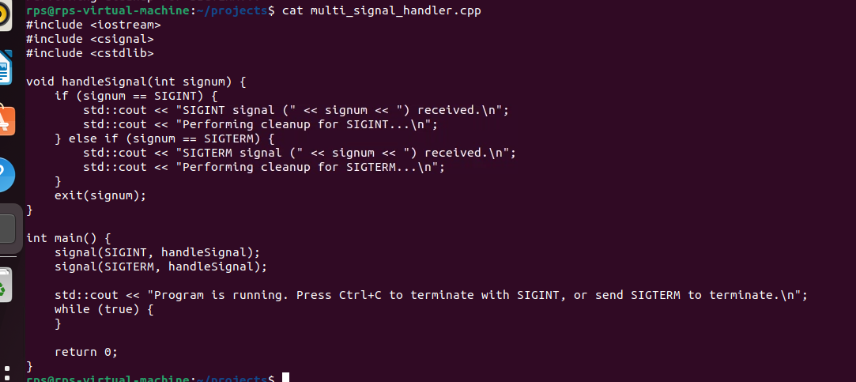 rps@rps-virtual-machine:~/projects$ cat multi_signal_handler.cpp
#include <iostream>
#include <csignal>
#include <cstdlib>

void handleSignal(int signum) {
    if (signum == SIGINT) {
        std::cout << "SIGINT signal (" << signum << ") received.\n";
        std::cout << "Performing cleanup for SIGINT...\n";
    } else if (signum == SIGTERM) {
        std::cout << "SIGTERM signal (" << signum << ") received.\n";
        std::cout << "Performing cleanup for SIGTERM...\n";
    }
    exit(signum);
}

int main() {
    signal(SIGINT, handleSignal);
    signal(SIGTERM, handleSignal);

    std::cout << "Program is running. Press Ctrl+C to terminate with SIGINT, or send SIGTERM to terminate.\n";
    while (true) {
    }

    return 0;
}
rps@rps-virtual-machine:~/projects$